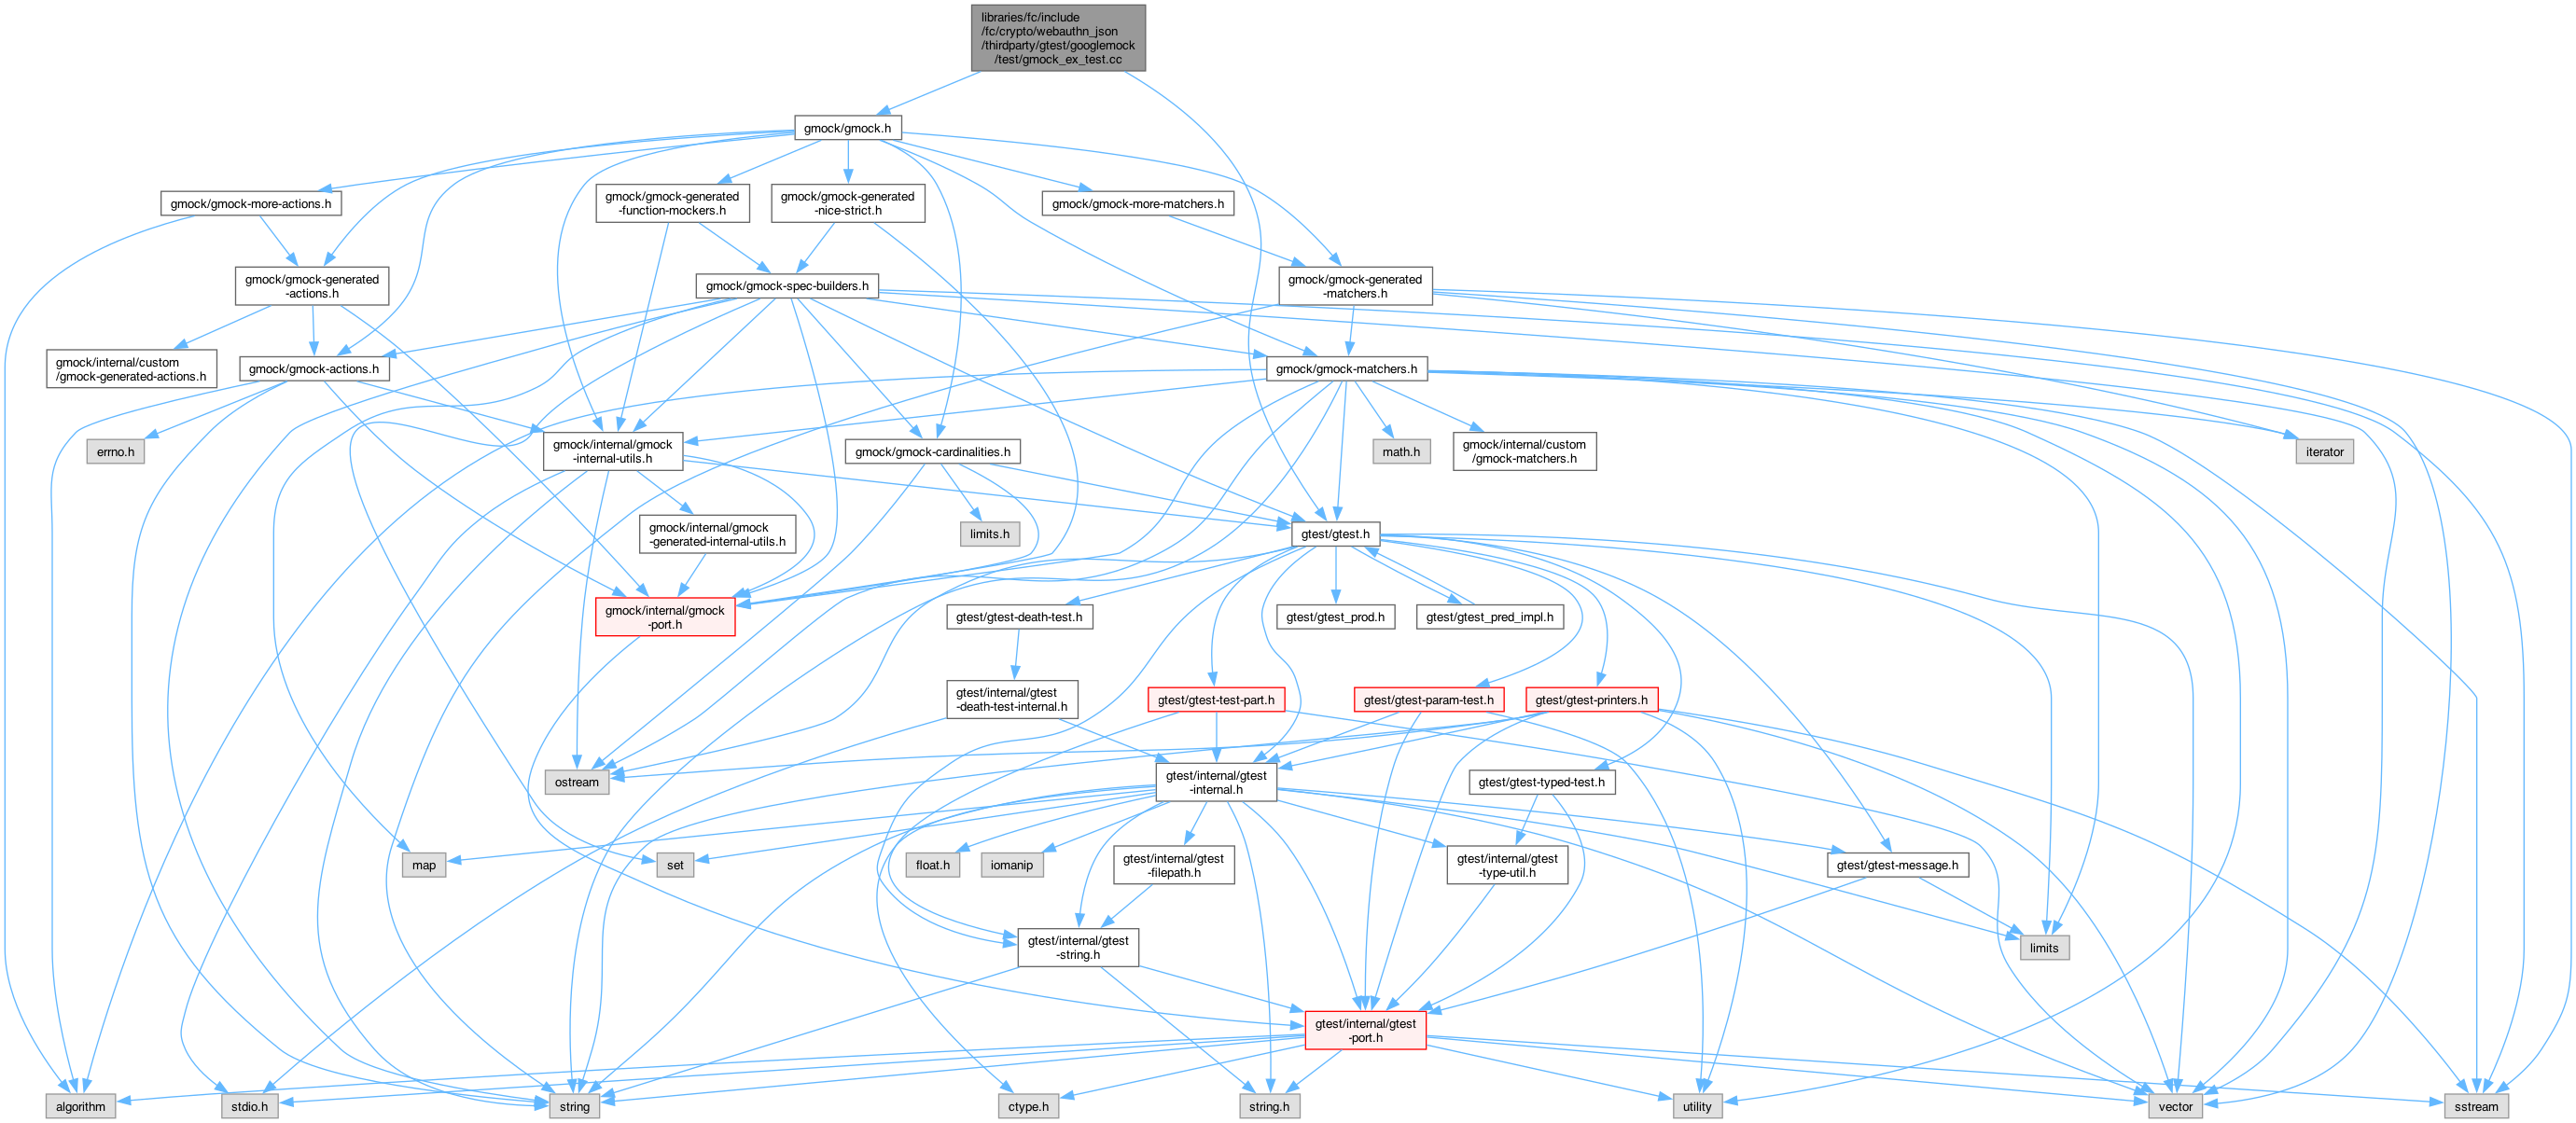 libraries/fc/include
/fc/crypto/webauthn_json
/thirdparty/gtest/googlemock
/test/gmock_ex_test.cc
gmock/gmock.h
gmock/gmock-more-actions.h
gmock/gmock-generated
-function-mockers.h
gmock/gmock-generated
-nice-strict.h
gmock/gmock-more-matchers.h
gmock/gmock-generated
-actions.h
gmock/gmock-spec-builders.h
gmock/gmock-generated
-matchers.h
gmock/internal/custom
/gmock-generated-actions.h
gmock/gmock-actions.h
gmock/gmock-matchers.h
errno.h
gmock/internal/gmock
-internal-utils.h
gmock/gmock-cardinalities.h
math.h
gmock/internal/custom
/gmock-matchers.h
iterator
gmock/internal/gmock
-generated-internal-utils.h
limits.h
gtest/gtest.h
gmock/internal/gmock
-port.h
gtest/gtest-death-test.h
gtest/gtest_prod.h
gtest/gtest_pred_impl.h
gtest/internal/gtest
-death-test-internal.h
gtest/gtest-test-part.h
gtest/gtest-param-test.h
gtest/gtest-printers.h
ostream
gtest/internal/gtest
-internal.h
gtest/gtest-typed-test.h
map
set
float.h
iomanip
gtest/internal/gtest
-filepath.h
gtest/internal/gtest
-type-util.h
gtest/gtest-message.h
gtest/internal/gtest
-string.h
limits
gtest/internal/gtest
-port.h
algorithm
stdio.h
string
ctype.h
string.h
utility
vector
sstream